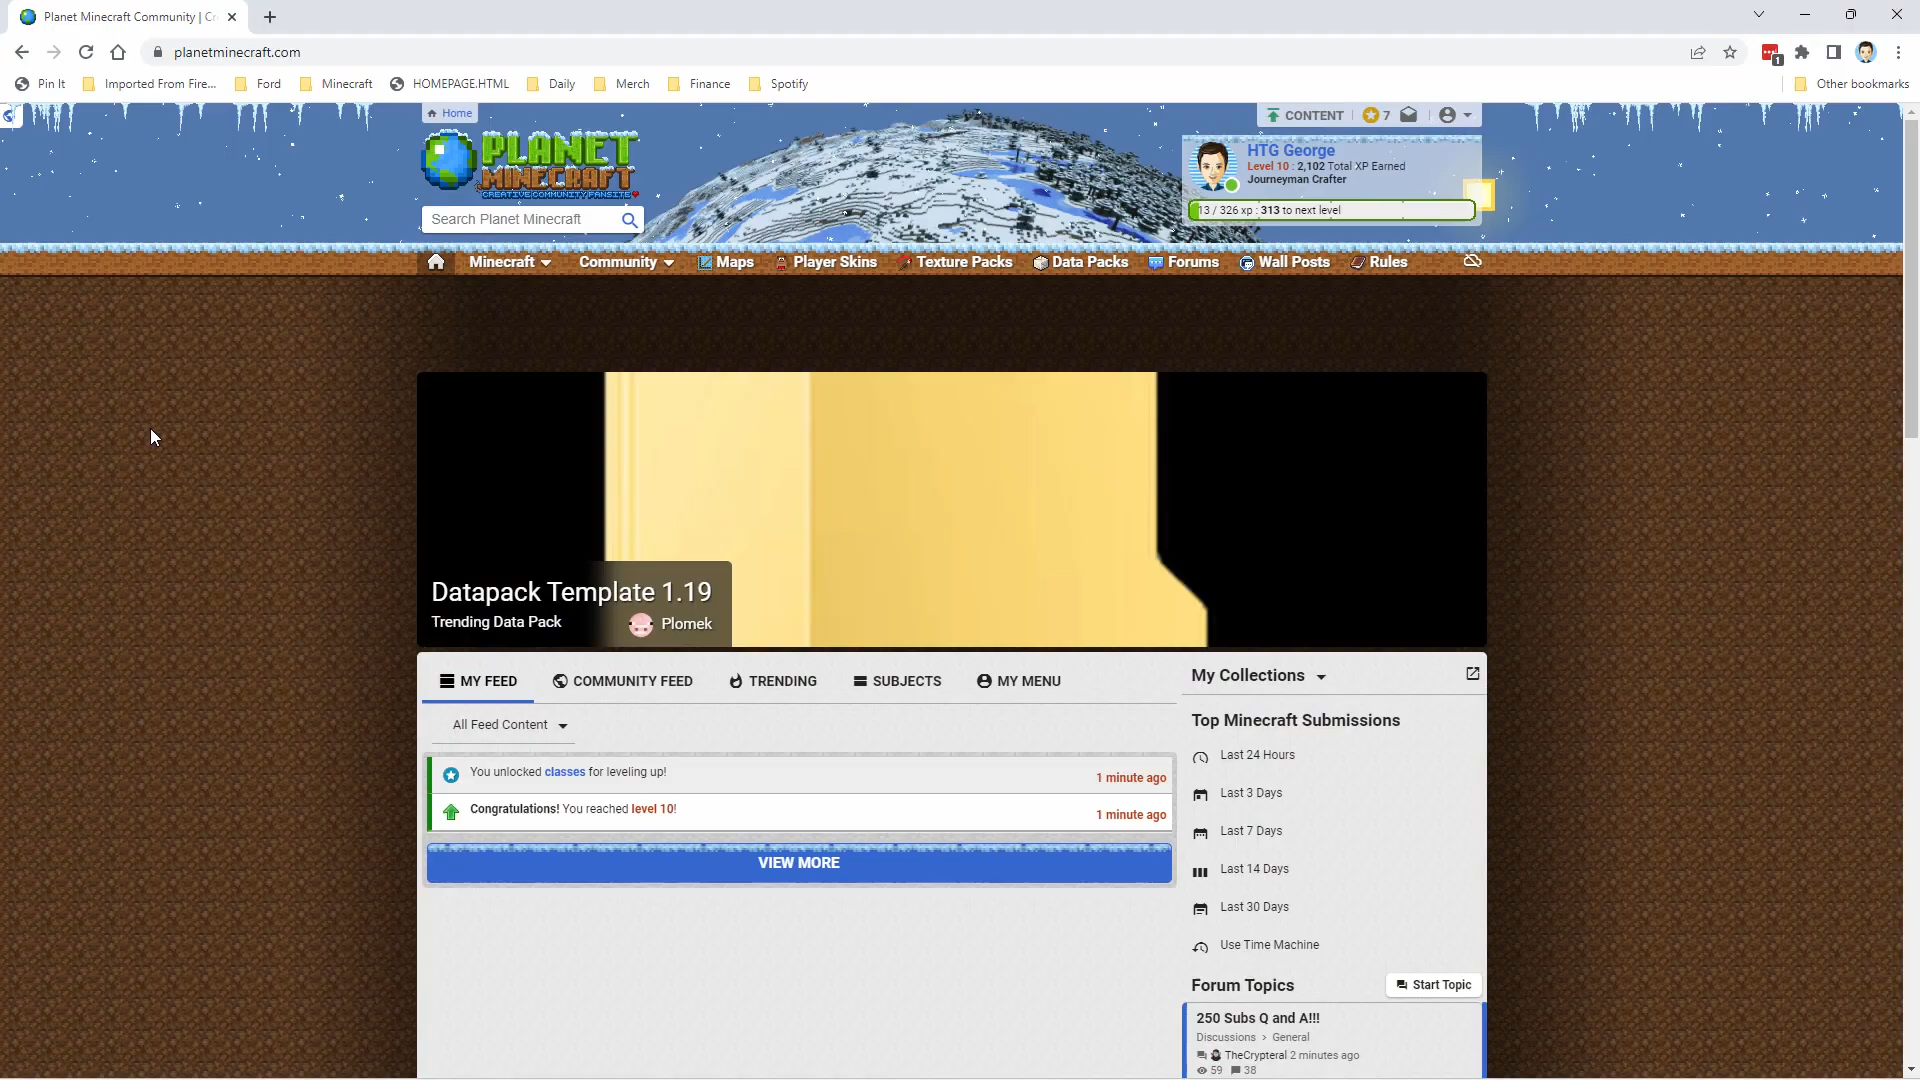 Planet Minecraft Community | Cr
planetminecraft.com
1
Pin It
Imported From Fire...
Ford
Minecraft
HOMEPAGE.HTML
Daily
Merch
Finance
Spotify
Other bookmarks
Home
CONTENT
7
PLANET
MINECRAFT
CREATIVE COMMUNITY FANSITE
HTG George
Level 10 : 2,102 Total XP Earned
Journeyman Crafter
Search Planet Minecraft
13 / 326 xp : 313 to next level
Minecraft
Community
Maps
Player Skins
Texture Packs
Data Packs
Forums
Wall Posts
Rules
Datapack Template 1.19
Trending Data Pack
Plomek
MY FEED
COMMUNITY FEED
TRENDING
SUBJECTS
MY MENU
All Feed Content
You unlocked classes for leveling up!
1 minute ago
Congratulations! You reached level 10!
1 minute ago
VIEW MORE
My Collections
Top Minecraft Submissions
Last 24 Hours
Last 3 Days
Last 7 Days
Last 14 Days
Last 30 Days
Use Time Machine
Forum Topics
Start Topic
250 Subs Q and A!!!
Discussions > General
TheCrypteral 2 minutes ago
59 38